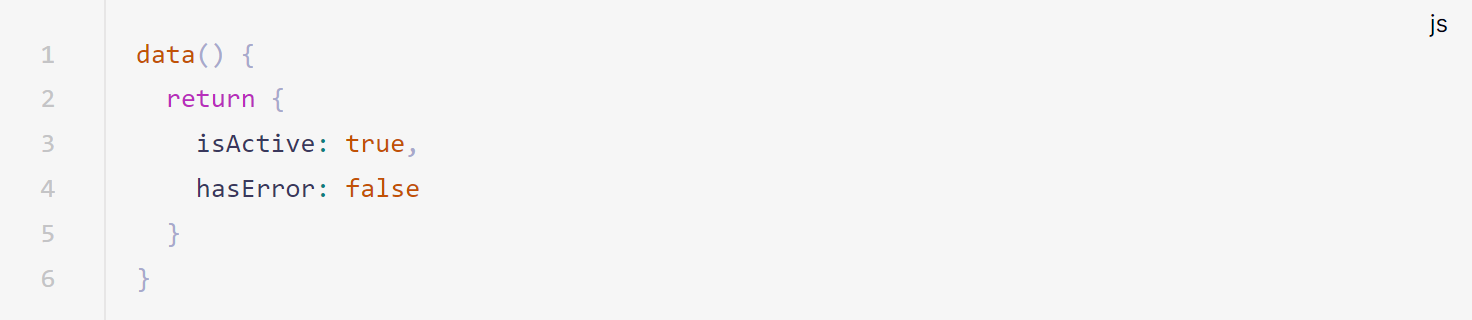 js
1 data() {
2   return {
3     isActive: true,
4     hasError: false
5   }
6 }